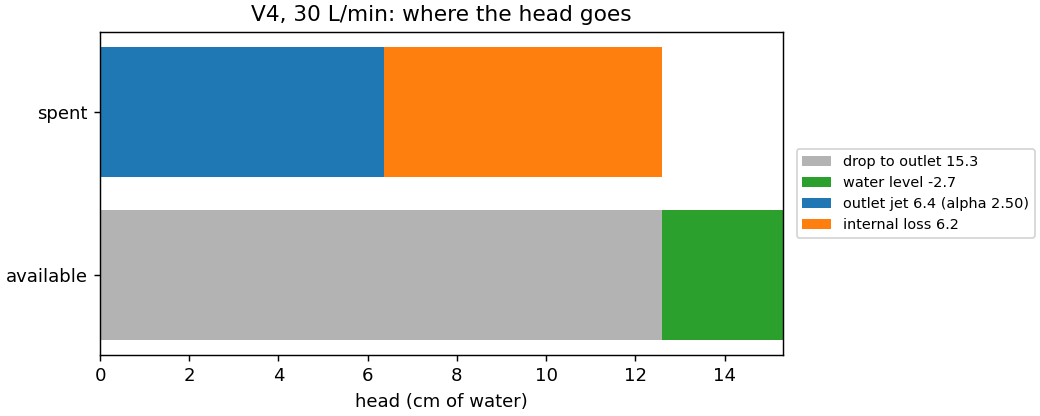 V4, 30 L/min: where the head goes
spent
available
0 2 4 6 8 10 12 14
head (cm of water)
drop to outlet 15.3
water level -2.7
outlet jet 6.4 (alpha 2.50)
internal loss 6.2